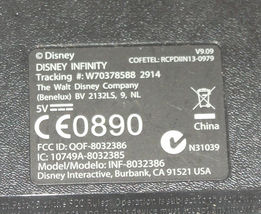 © Disney
V9.09
DISNEY INFINITY
COFETEL: RCPDIIN13-0979
Tracking #: W70378588 2914
The Walt Disney Company
(Benelux) BV 2132LS, 9, NL
5V
CE0890
China
FCC ID: QOF-8032386
N31039
IC: 10749A-8032385
Model/Modèle: INF-8032386
Disney Interactive, Burbank, CA 91521 USA